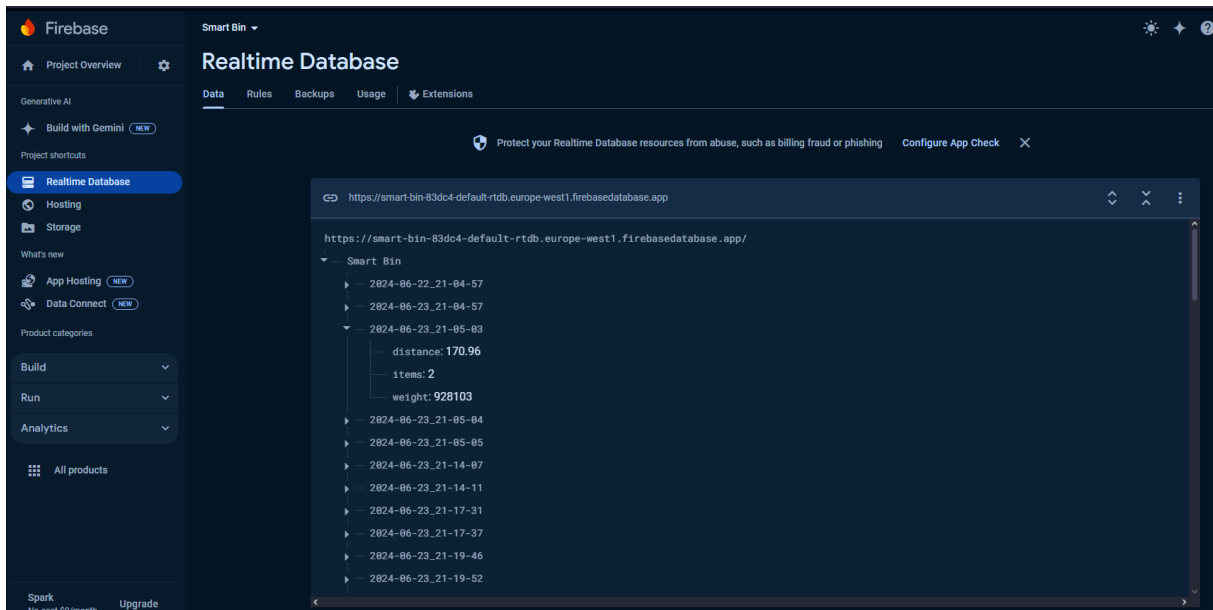 Firebase
Smart Bin
Project Overview
Realtime Database
Data Rules Backups Usage Extensions
Generative AI
Build with Gemini NEW
Protect your Realtime Database resources from abuse, such as billing fraud or phishing Configure App Check
Project shortcuts
Realtime Database
Hosting
Storage
What's new
App Hosting NEW
Data Connect NEW
Product categories
Build
Run
Analytics
All products
Spark
No cost $0/month
Upgrade
https://smart-bin-83dc4-default-rtdb.europe-west1.firebasedatabase.app
https://smart-bin-83dc4-default-rtdb.europe-west1.firebasedatabase.app/
Smart Bin
2024-06-22_21-04-57
2024-06-23_21-04-57
2024-06-23_21-05-03
distance: 170.96
items: 2
weight: 928103
2024-06-23_21-05-04
2024-06-23_21-05-05
2024-06-23_21-14-07
2024-06-23_21-14-11
2024-06-23_21-17-31
2024-06-23_21-17-37
2024-06-23_21-19-46
2024-06-23_21-19-52